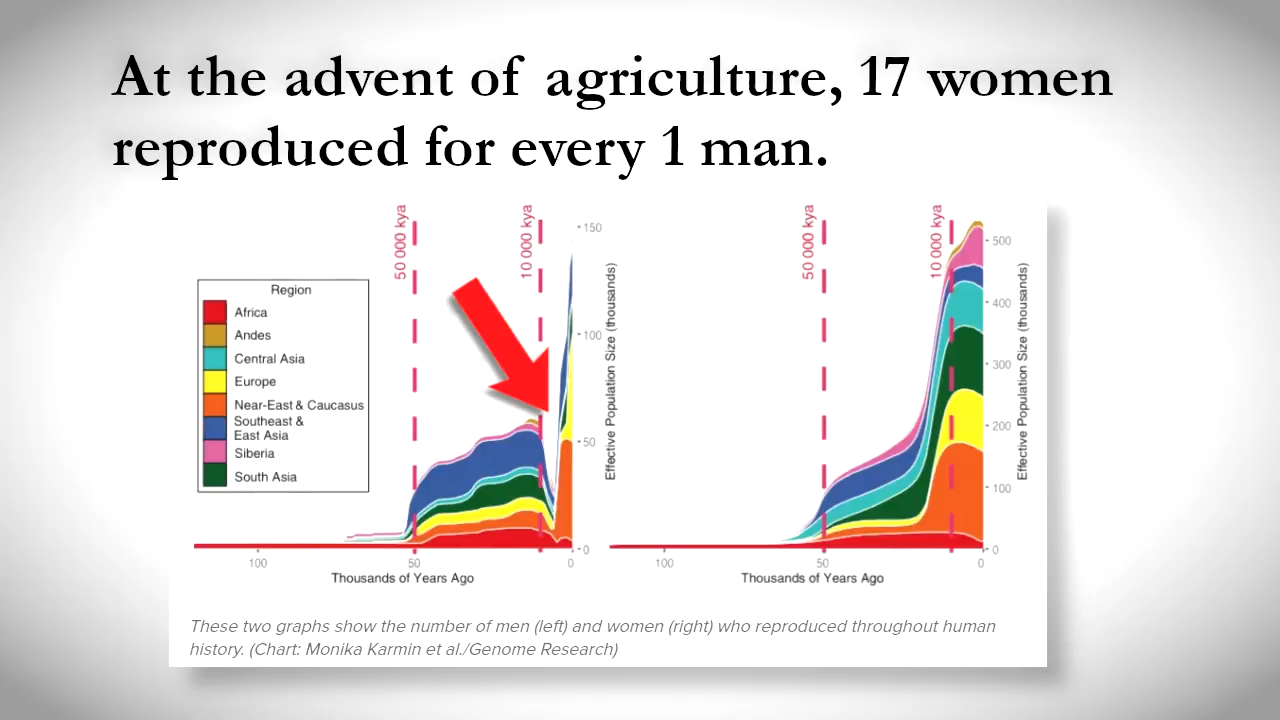 At the advent of agriculture, 17 women
reproduced for every 1 man.
50 000 kya
10 000 kya
150
100
50
0
Effective Population Size (thousands)
Region
Africa
Andes
Central Asia
Europe
Near-East & Caucasus
Southeast &
East Asia
Siberia
South Asia
100
50
0
Thousands of Years Ago
50 000 kya
10 000 kya
500
400
300
200
100
0
Effective Population Size (thousands)
100
50
0
Thousands of Years Ago
These two graphs show the number of men (left) and women (right) who reproduced throughout human
history. (Chart: Monika Karmin et al./Genome Research)